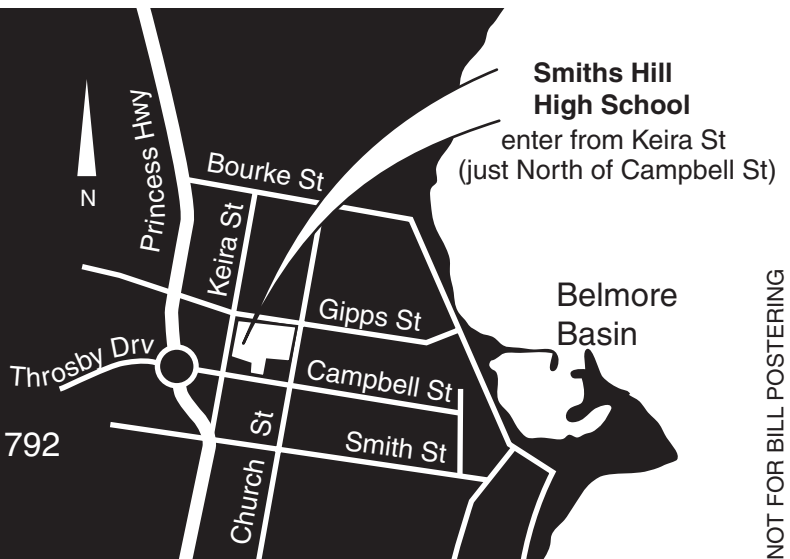 Smiths Hill
High School
enter from Keira St
(just North of Campbell St)
Princess Hwy
N
Bourke St
Keira St
Gipps St
Belmore
Basin
Throsby Drv
Campbell St
792
Smith St
Church St
NOT FOR BILL POSTERING